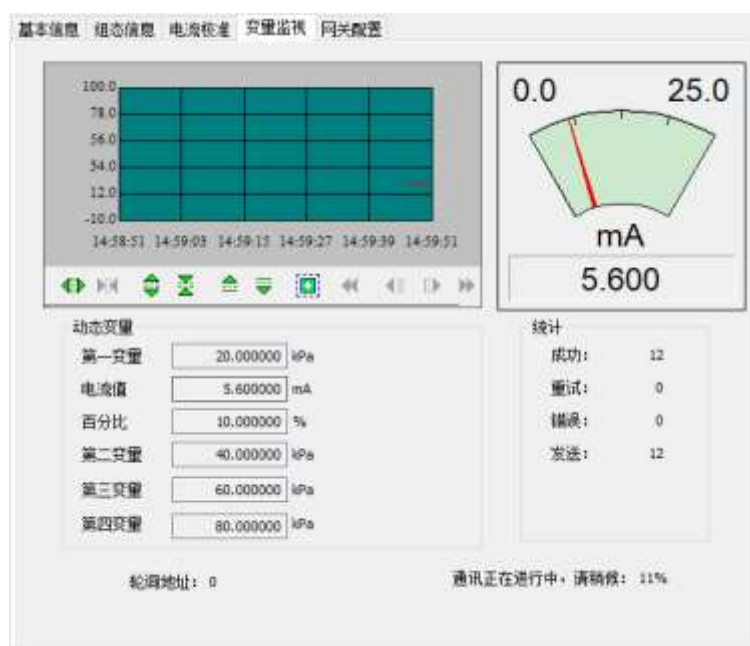 基本信息 组态信息 电流校准 变量监视 网关配置
100.0
78.0
56.0
34.0
12.0
-10.0
14:58:51 14:59:03 14:59:15 14:59:27 14:59:39 14:59:51
0.0 25.0
mA
5.600
动态变量
第一变量 20.000000 kPa
电流值 5.600000 mA
百分比 10.000000 %
第二变量 40.000000 kPa
第三变量 60.000000 kPa
第四变量 80.000000 kPa
统计
成功: 12
重试: 0
错误: 0
发送: 12
轮询地址: 0
通讯正在进行中，请稍候: 11%